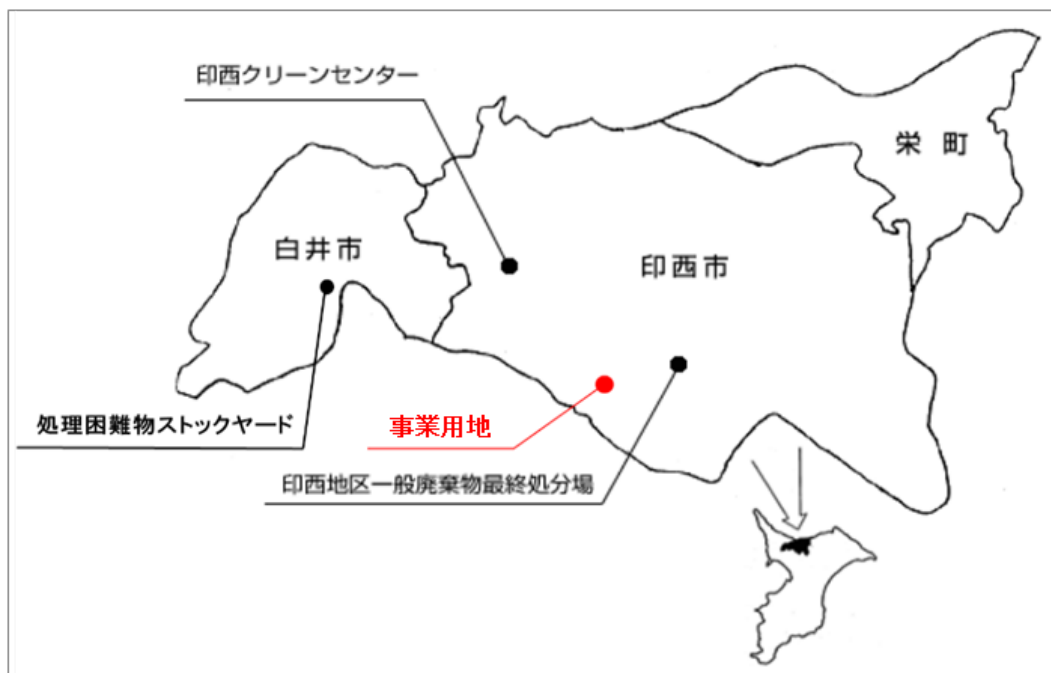 印西クリーンセンター
栄町
白井市
印西市
処理困難物ストックヤード
事業用地
印西地区一般廃棄物最終処分場